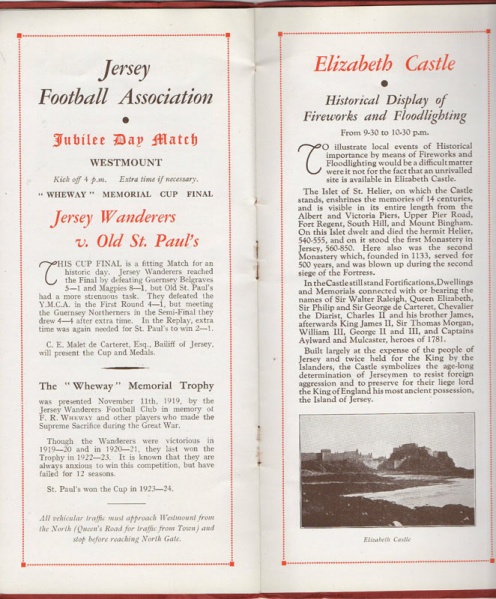 Jersey
Football Association
Jubilee Day Match
WESTMOUNT
Kick off 4 p.m. Extra time if necessary.
"WHEWAY" MEMORIAL CUP FINAL
Jersey Wanderers
v. Old St. Paul's
THIS CUP FINAL is a fitting Match for an
historic day. Jersey Wanderers reached
the Final by defeating Guernsey Belgraves
5—1 and Magpies 8—1, but Old St. Paul's
had a more strenuous task. They defeated the
Y.M.C.A. in the First Round 4—1, but meeting
the Guernsey Northerners in the Semi-Final they
drew 4—4 after extra time. In the Replay, extra
time was again needed for St. Paul's to win 2—1.
C. E. Malet de Carteret, Esq., Bailiff of Jersey,
will present the Cup and Medals.
The "Wheway" Memorial Trophy
was presented November 11th, 1919, by the
Jersey Wanderers Football Club in memory of
F. R. WHEWAY and other players who made the
Supreme Sacrifice during the Great War.
Though the Wanderers were victorious in
1919—20 and in 1920—21, they last won the
Trophy in 1922—23. It is known that they are
always anxious to win this competition, but have
failed for 12 seasons.
St. Paul's won the Cup in 1923—24.
All vehicular traffic must approach Westmount from
the North (Queen's Road for traffic from Town) and
stop before reaching North Gate.
Elizabeth Castle
Historical Display of
Fireworks and Floodlighting
From 9-30 to 10-30 p.m.
TO illustrate local events of Historical
importance by means of Fireworks and
Floodlighting would be a difficult matter
were it not for the fact that an unrivalled
site is available in Elizabeth Castle.
The Islet of St. Helier, on which the Castle
stands, enshrines the memories of 14 centuries,
and is visible in its entire length from the
Albert and Victoria Piers, Upper Pier Road,
Fort Regent, South Hill, and Mount Bingham.
On this Islet dwelt and died the hermit Helier,
540-555, and on it stood the first Monastery in
Jersey, 560-850. Here also was the second
Monastery which, founded in 1133, served for
500 years, and was blown up during the second
siege of the Fortress.
In the Castle still stand Fortifications, Dwellings
and Memorials connected with or bearing the
names of Sir Walter Raleigh, Queen Elizabeth,
Sir Philip and Sir George de Carteret, Chevalier
the Diarist, Charles II and his brother James,
afterwards King James II, Sir Thomas Morgan,
William III, George II and III, and Captains
Aylward and Mulcaster, heroes of 1781.
Built largely at the expense of the people of
Jersey and twice held for the King by the
Islanders, the Castle symbolizes the age-long
determination of Jerseymen to resist foreign
aggression and to preserve for their liege lord
the King of England his most ancient possession,
the Island of Jersey.
Elizabeth Castle